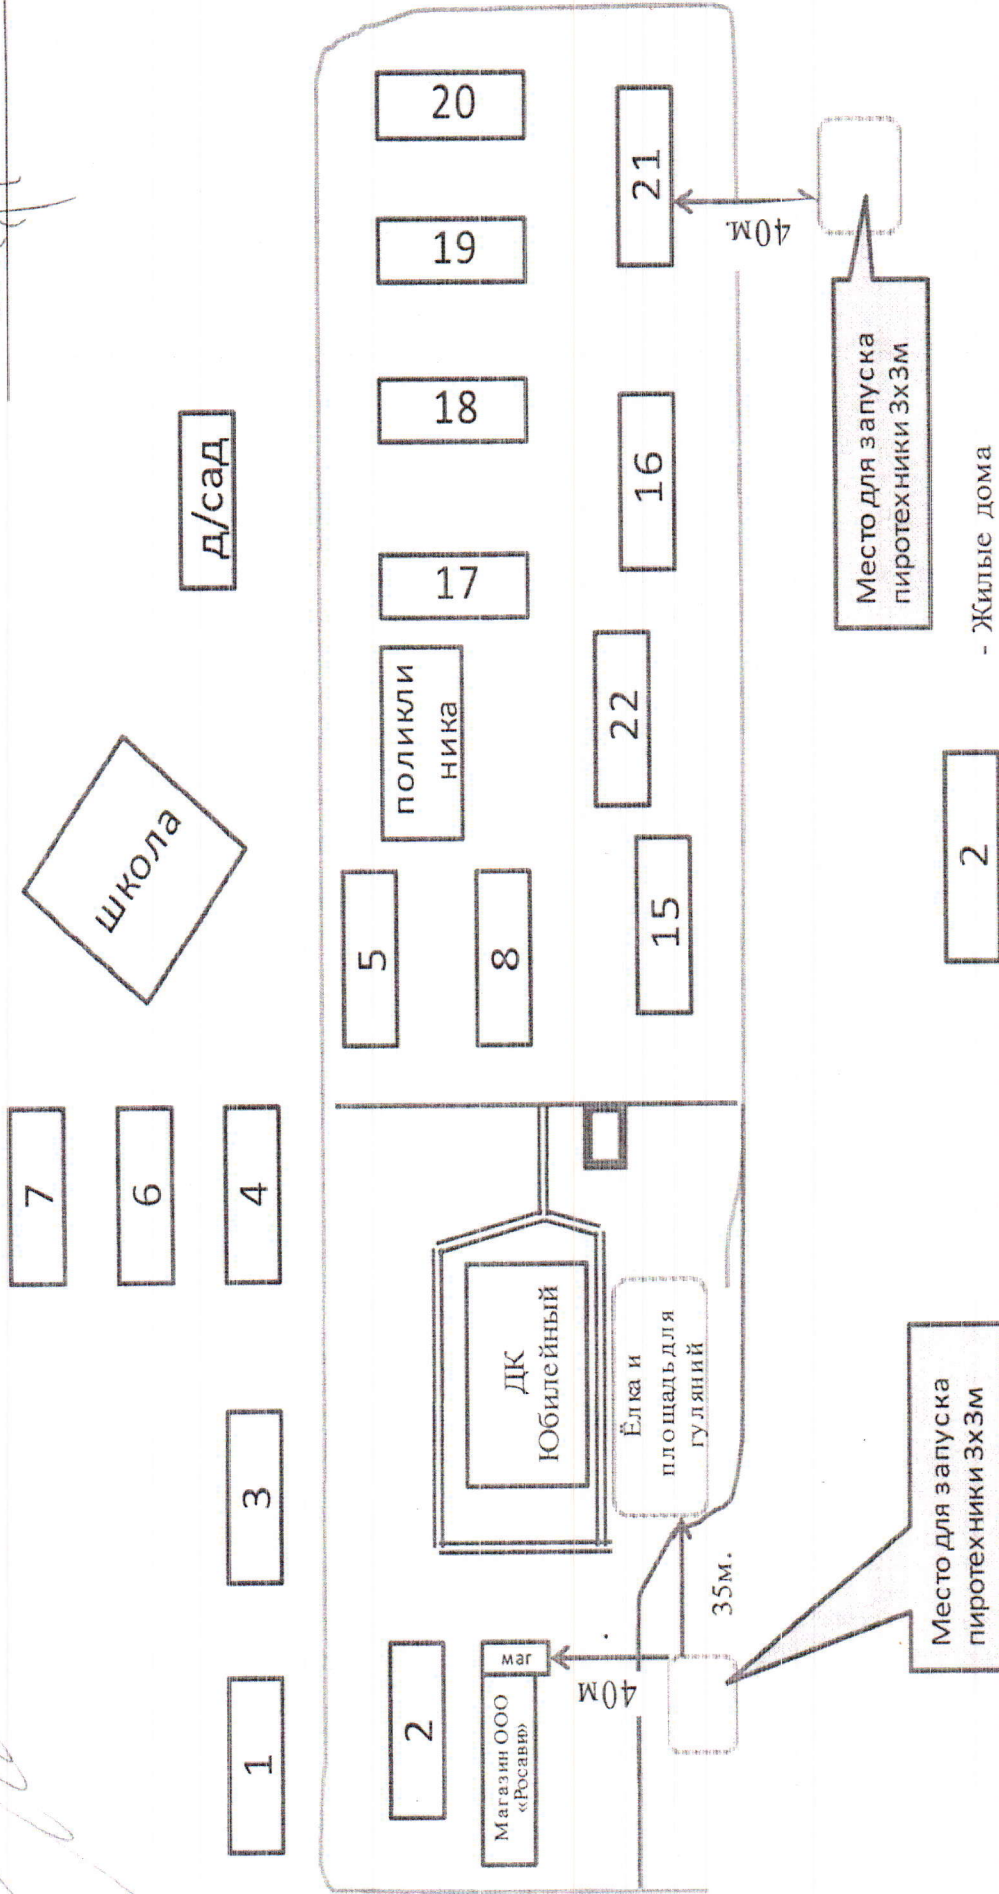 7
6
4
3
1
школа
д/сад
2
Магазин ООО
«Росави»
маг
ДК
Юбилейный
Ёлка и
площадь для
гуляний
40м
35м.
5
8
15
поликли
ника
22
17
18
19
20
16
21
40м.
Место для запуска
пиротехники 3х3м
Место для запуска
пиротехники 3х3м
2
- Жилые дома